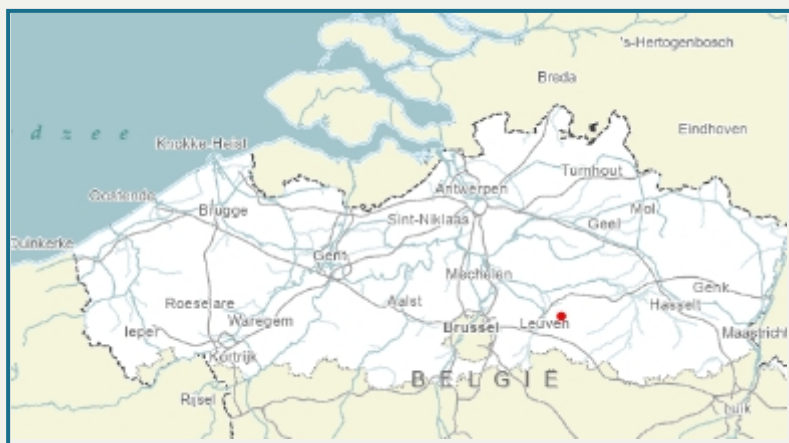 's-Hertogenbosch
Breda
d z e e
Eindhoven
Knokke-Heist
Turnhout
Antwerpen
Oostende
Mol
Brugge
Sint-Niklaas
Geel
Duinkerke
Gent
Mechelen
Genk
Roeselare
Aalst
Hasselt
Waregem
Leuven
Ieper
Brussel
Maastricht
Kortrijk
BELGIË
Rijsel
Luik